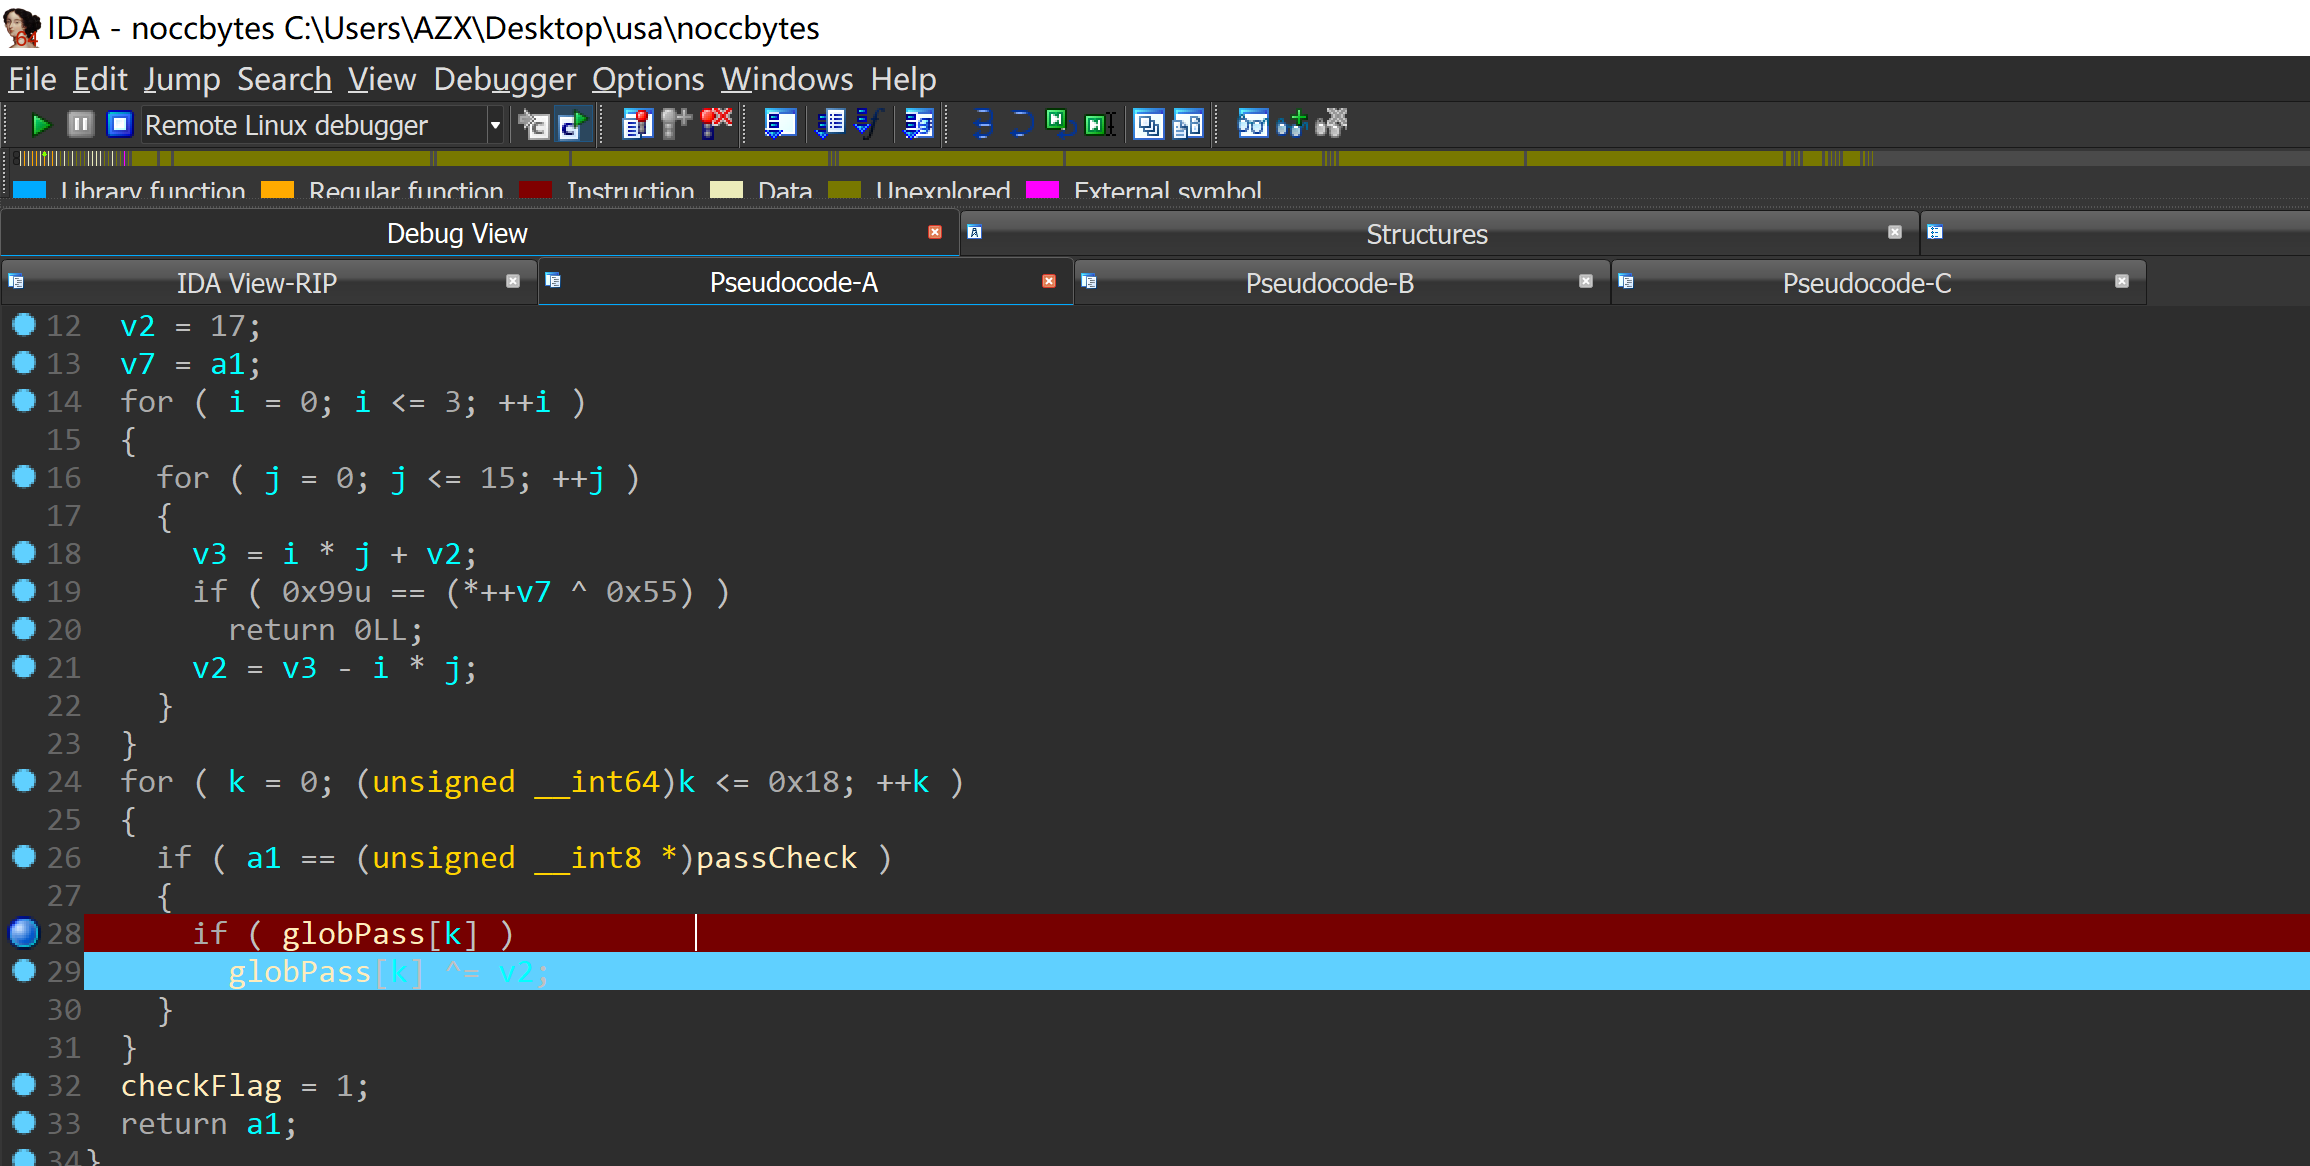 IDA - noccbytes C:\Users\AZX\Desktop\usa\noccbytes
File Edit Jump Search View Debugger Options Windows Help
Remote Linux debugger
Library function Regular function Instruction Data Unexplored External symbol
Debug View Structures
IDA View-RIP Pseudocode-A Pseudocode-B Pseudocode-C
12 v2 = 17;
13 v7 = a1;
14 for ( i = 0; i <= 3; ++i )
15 {
16 for ( j = 0; j <= 15; ++j )
17 {
18 v3 = i * j + v2;
19 if ( 0x99u == (*++v7 ^ 0x55) )
20 return 0LL;
21 v2 = v3 - i * j;
22 }
23 }
24 for ( k = 0; (unsigned __int64)k <= 0x18; ++k )
25 {
26 if ( a1 == (unsigned __int8 *)passCheck )
27 {
28 if ( globPass[k] )
29 globPass[k] ^= v2;
30 }
31 }
32 checkFlag = 1;
33 return a1;
34 }